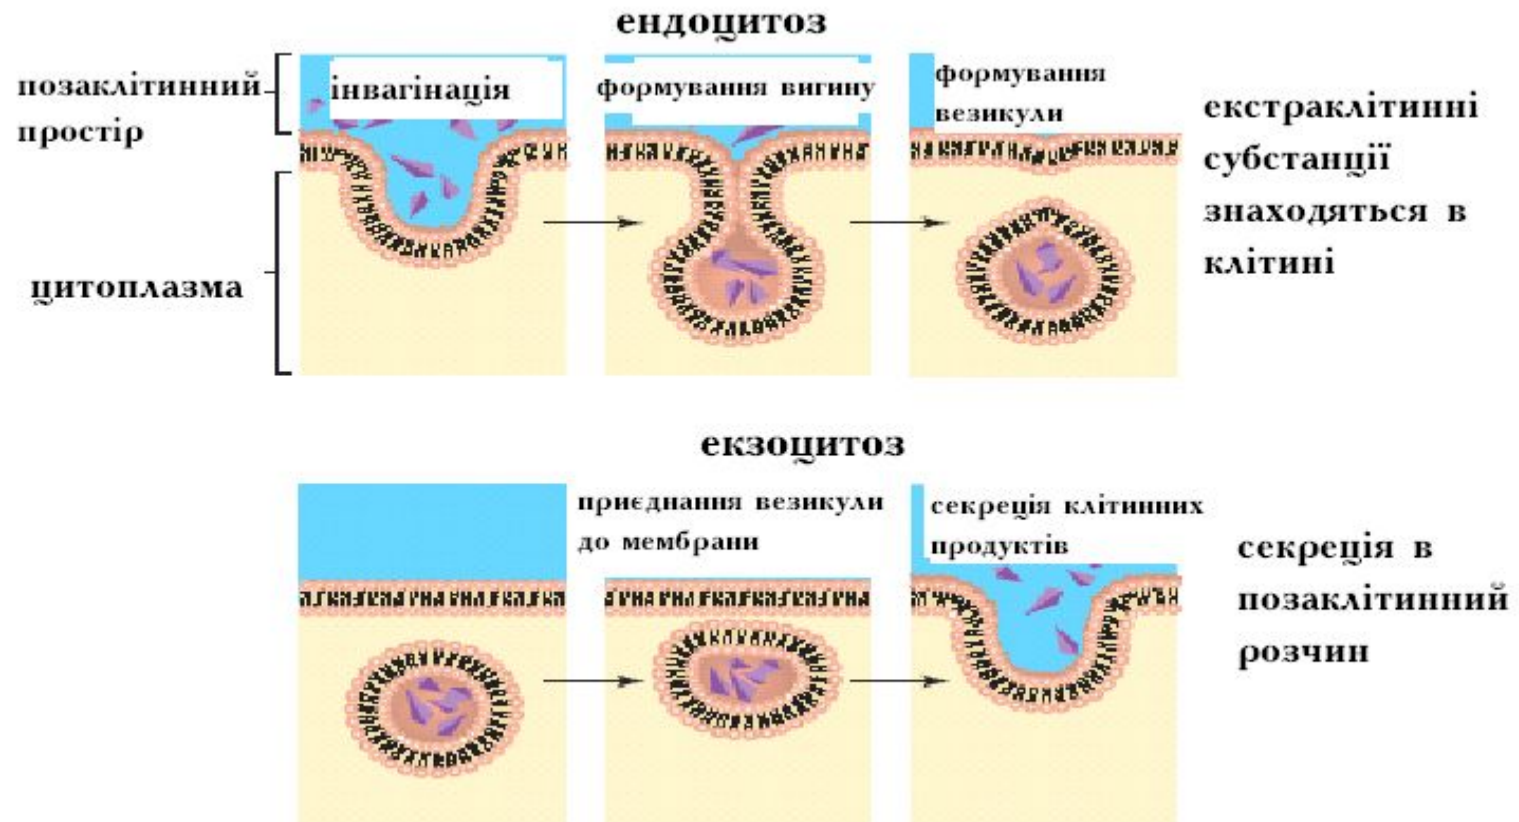 ендоцитоз
позаклітинний
простір
інвагінація
формування вигину
формування
везикули
екстраклітинні
субстанції
знаходяться в
клітині
цитоплазма
екзоцитоз
приєднання везикули
до мембрани
секреція клітинних
продуктів
секреція в
позаклітинний
розчин